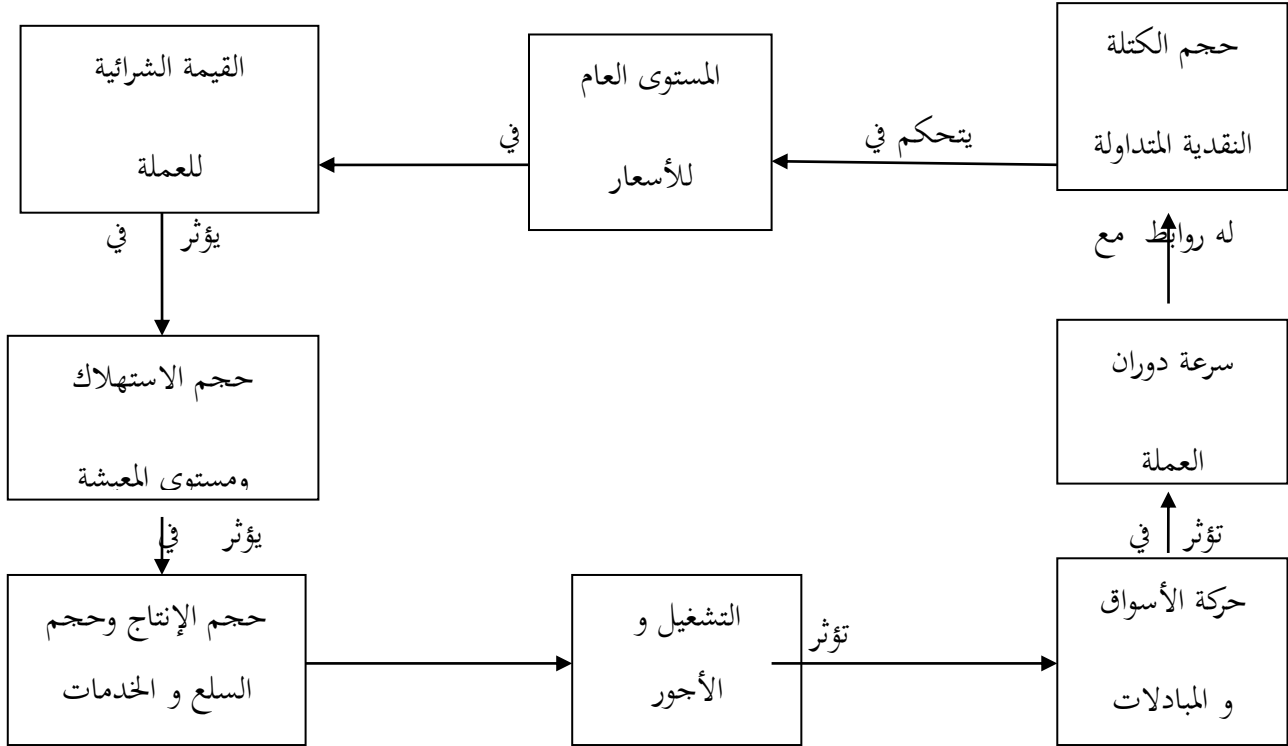 حجم الكتلة
النقدية المتداولة
يتحكم في
المستوى العام
للأسعار
في
القيمة الشرائية
للعملة
يؤثر في
حجم الاستهلاك
ومستوى المعيشة
يؤثر في
حجم الإنتاج وحجم
السلع و الخدمات
التشغيل و
الأجور
تؤثر
حركة الأسواق
و المبادلات
تؤثر في
سرعة دوران
العملة
له روابط مع